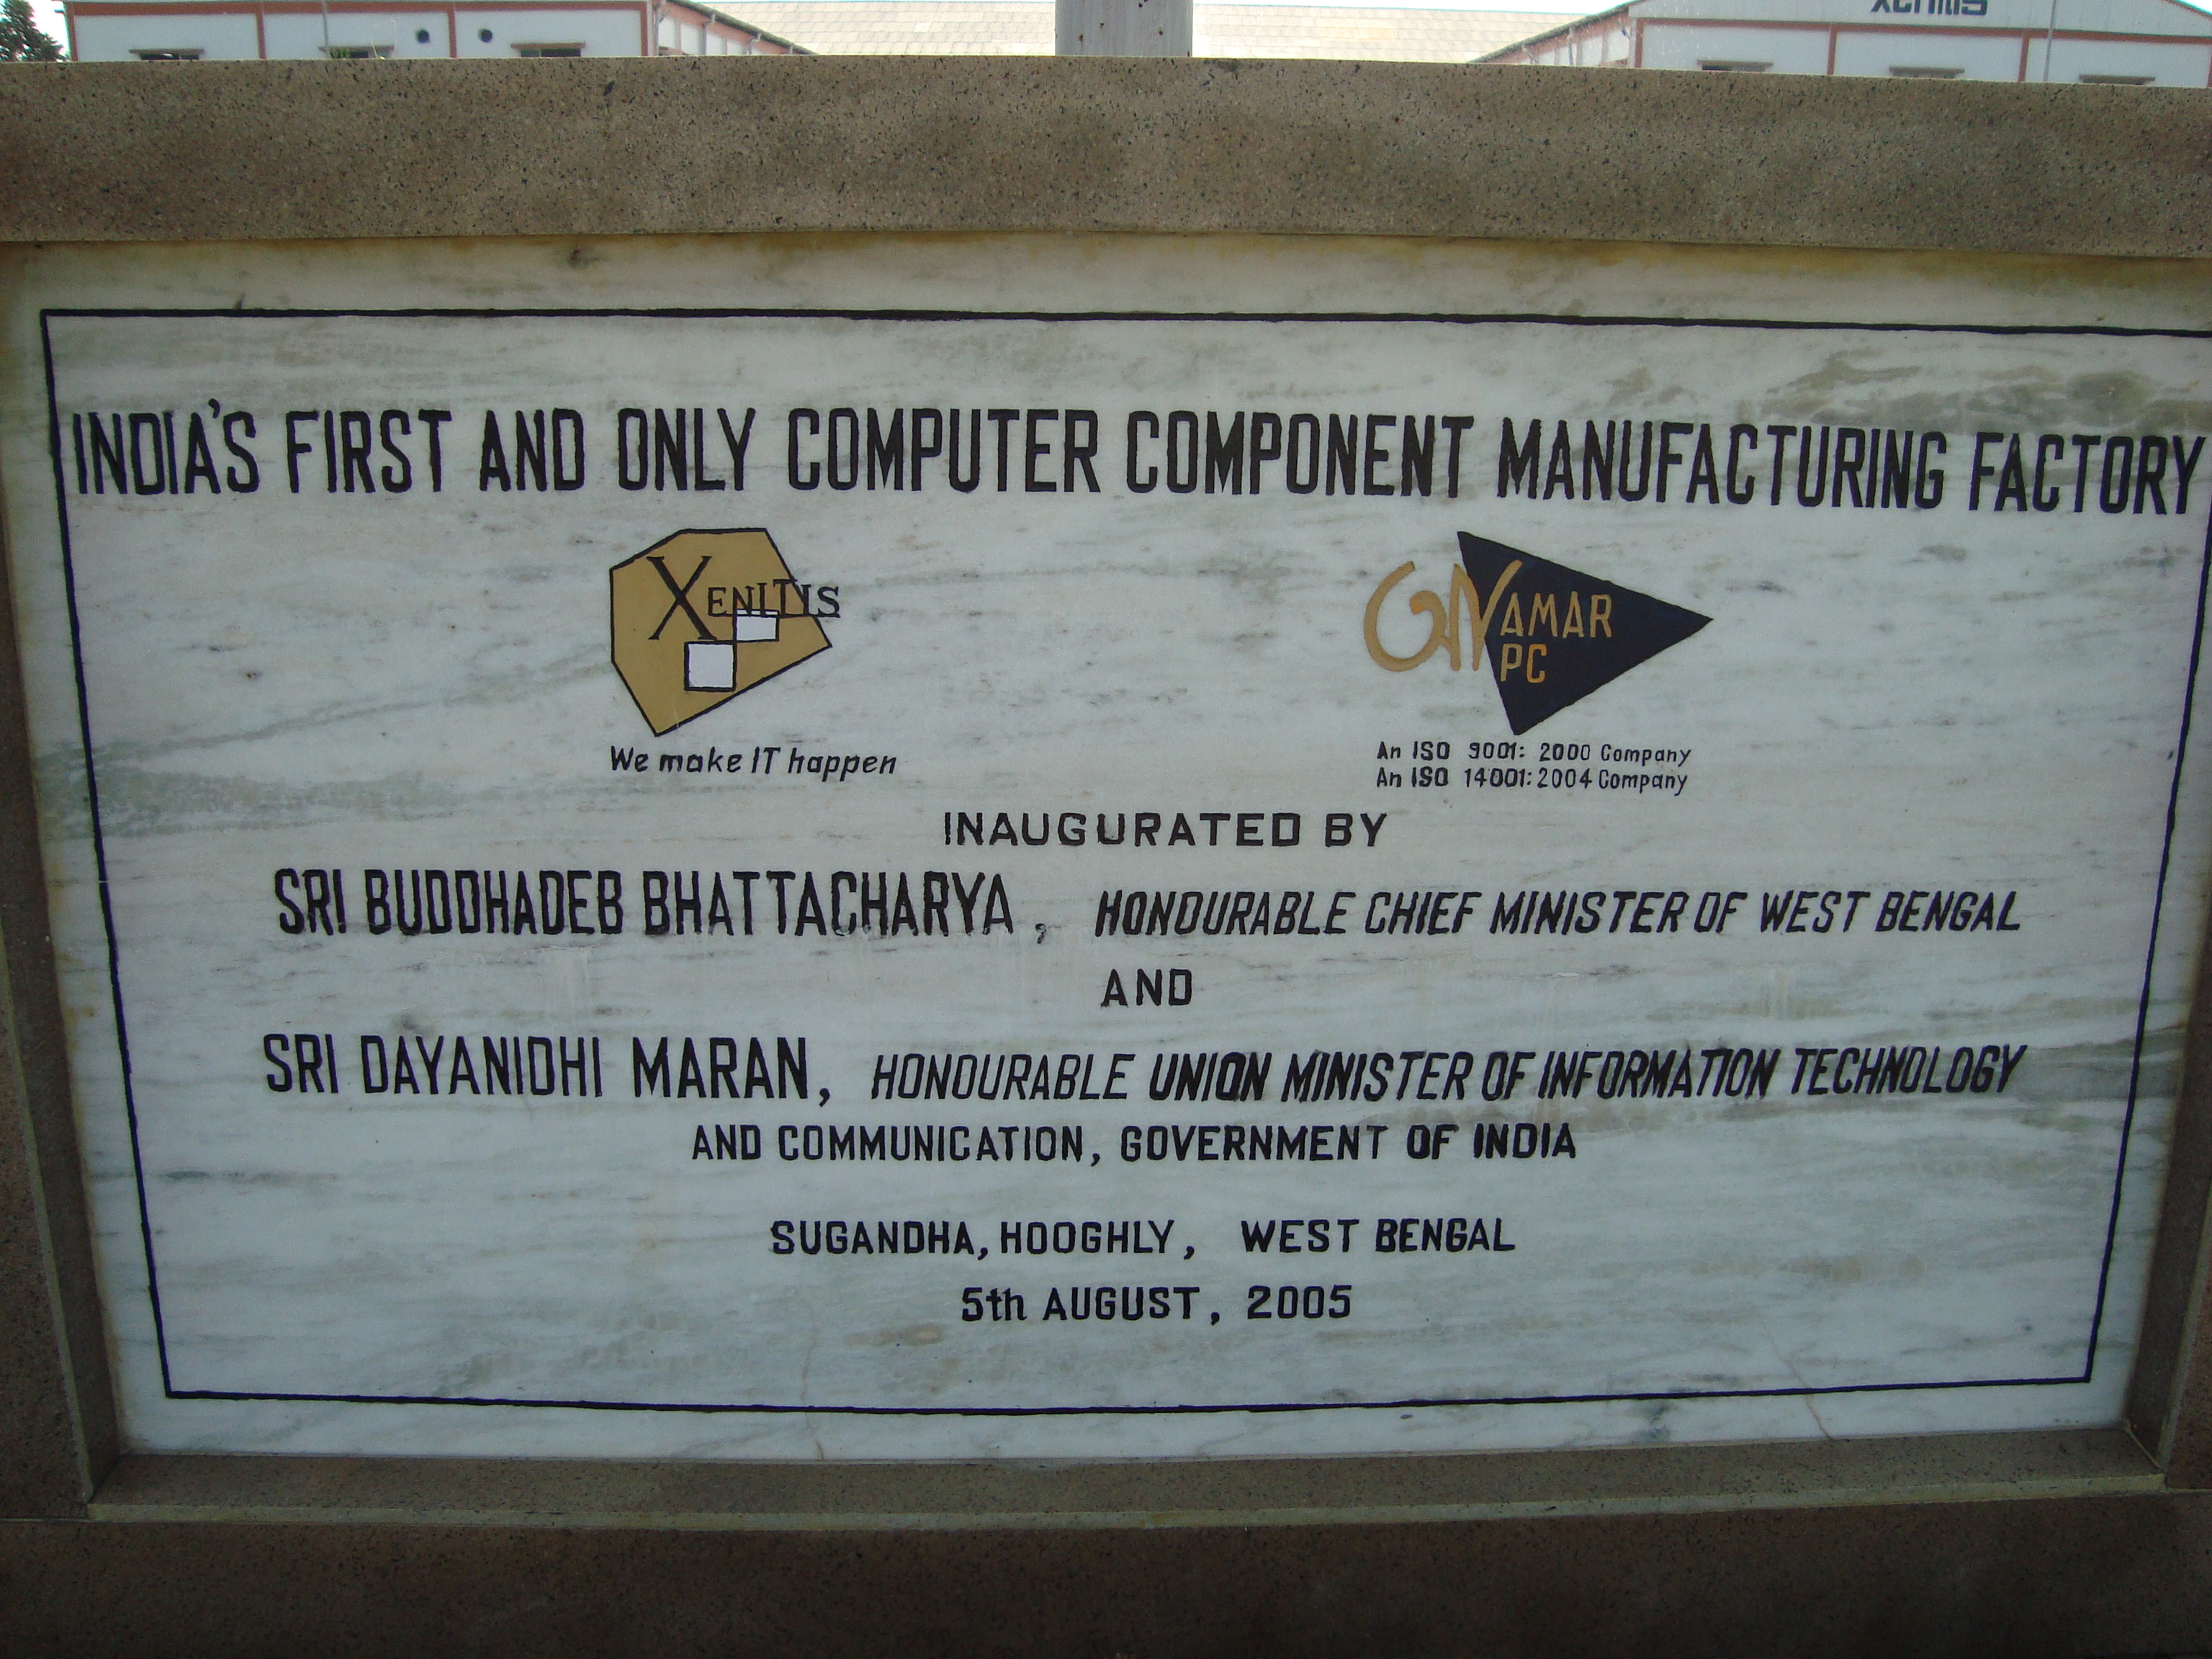 xenitis
INDIA'S FIRST AND ONLY COMPUTER COMPONENT MANUFACTURING FACTORY
XENITIS
AMAR
PC
We make IT happen
An ISO 9001: 2000 Company
An ISO 14001:2004 Company
INAUGURATED BY
SRI BUDDHADEB BHATTACHARYA, HONOURABLE CHIEF MINISTER OF WEST BENGAL
AND
SRI DAYANIDHI MARAN, HONOURABLE UNION MINISTER OF INFORMATION TECHNOLOGY
AND COMMUNICATION, GOVERNMENT OF INDIA
SUGANDHA, HOOGHLY, WEST BENGAL
5th AUGUST, 2005